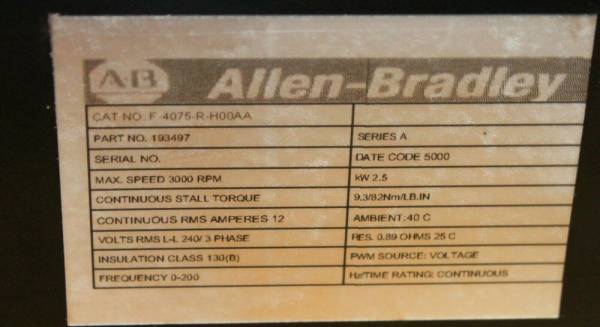 A·B Allen-Bradley
CAT NO. F-4075-R-H00AA
PART NO. 193497 SERIES A
SERIAL NO. DATE CODE 5000
MAX. SPEED 3000 RPM kW 2.5
CONTINUOUS STALL TORQUE 9.3/82Nm/LB.IN
CONTINUOUS RMS AMPERES 12 AMBIENT: 40 C
VOLTS RMS L-L 240/ 3 PHASE RES. 0.89 OHMS 25 C
INSULATION CLASS 130(B) PWM SOURCE: VOLTAGE
FREQUENCY 0-200 Hz/TIME RATING: CONTINUOUS